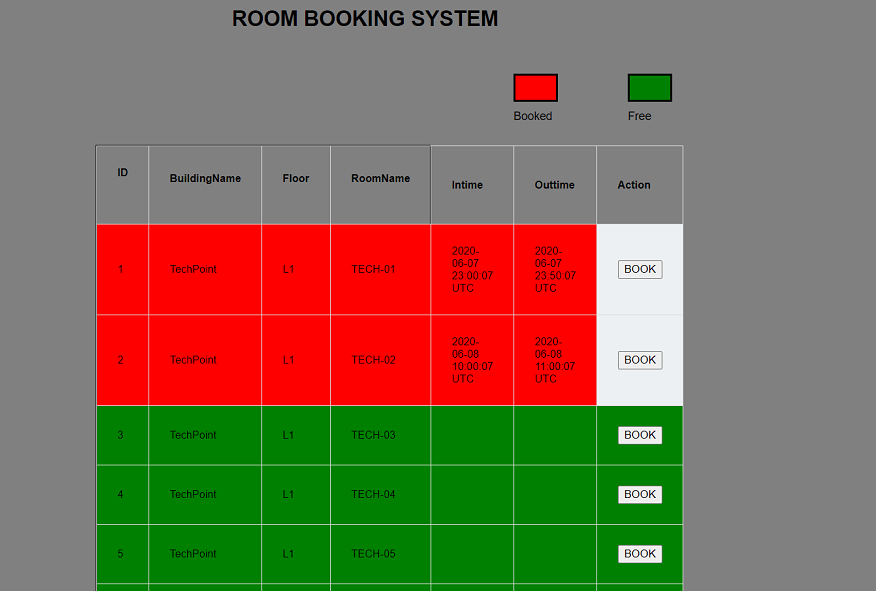 ROOM BOOKING SYSTEM
Booked Free
ID BuildingName Floor RoomName Intime Outtime Action
1 TechPoint L1 TECH-01 2020-06-07 23:00:07 UTC 2020-06-07 23:50:07 UTC BOOK
2 TechPoint L1 TECH-02 2020-06-08 10:00:07 UTC 2020-06-08 11:00:07 UTC BOOK
3 TechPoint L1 TECH-03 BOOK
4 TechPoint L1 TECH-04 BOOK
5 TechPoint L1 TECH-05 BOOK